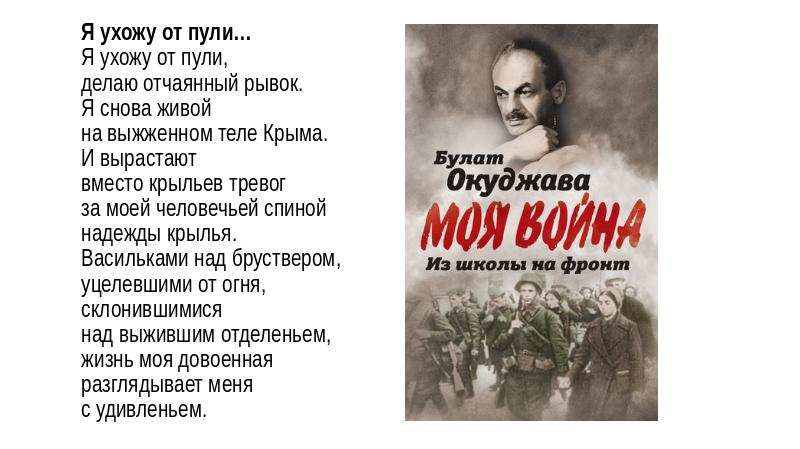 Я ухожу от пули…
Я ухожу от пули,
делаю отчаянный рывок.
Я снова живой
на выжженном теле Крыма.
И вырастают
вместо крыльев тревог
за моей человечьей спиной
надежды крылья.
Васильками над бруствером,
уцелевшими от огня,
склонившимися
над выжившим отделеньем,
жизнь моя довоенная
разглядывает меня
с удивленьем.
Булат
Окуджава
МОЯ ВОЙНА
Из школы на фронт